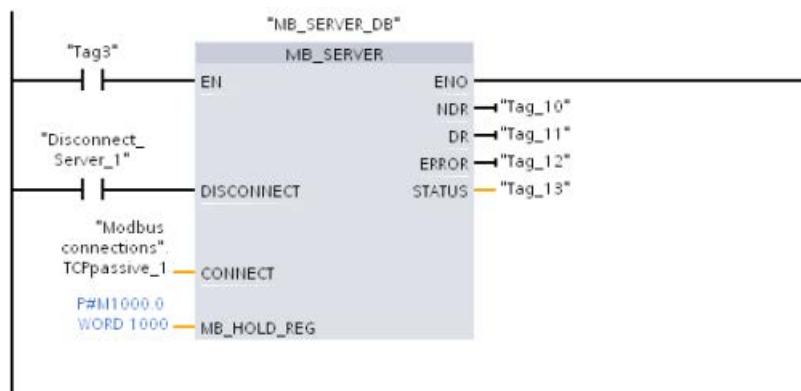 "MB_SERVER_DB"
"Tag3"
MB_SERVER
EN
ENO
NDR
"Tag_10"
DR
"Tag_11"
"Disconnect_
Server_1"
ERROR
"Tag_12"
DISCONNECT
STATUS
"Tag_13"
"Modbus
connections".
TCPpassive_1
CONNECT
P#M1000.0
WORD 1000
MB_HOLD_REG